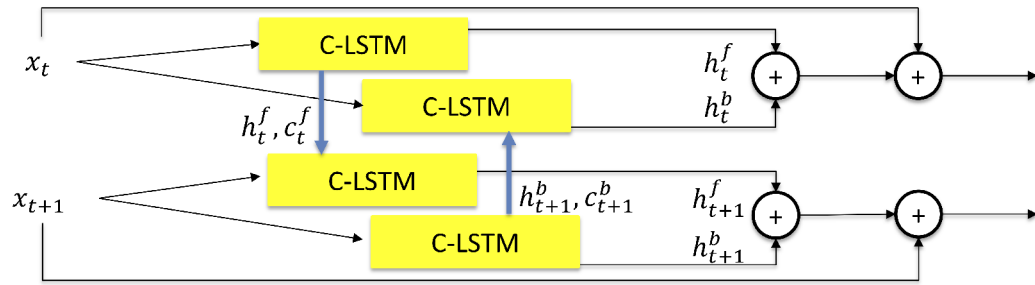 C-LSTM
x_t
h_t^f
+
+
C-LSTM
h_t^b
h_t^f, c_t^f
C-LSTM
x_{t+1}
h_{t+1}^b, c_{t+1}^b
h_{t+1}^f
+
+
C-LSTM
h_{t+1}^b